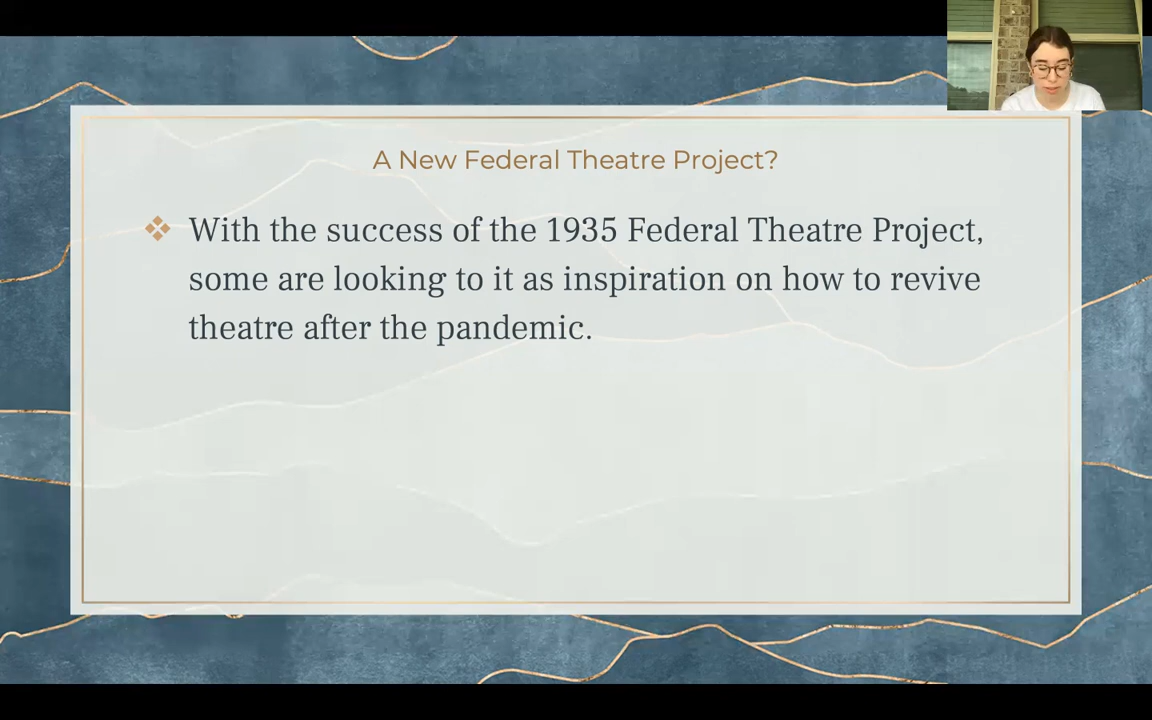 A New Federal Theatre Project?
With the success of the 1935 Federal Theatre Project,
some are looking to it as inspiration on how to revive
theatre after the pandemic.